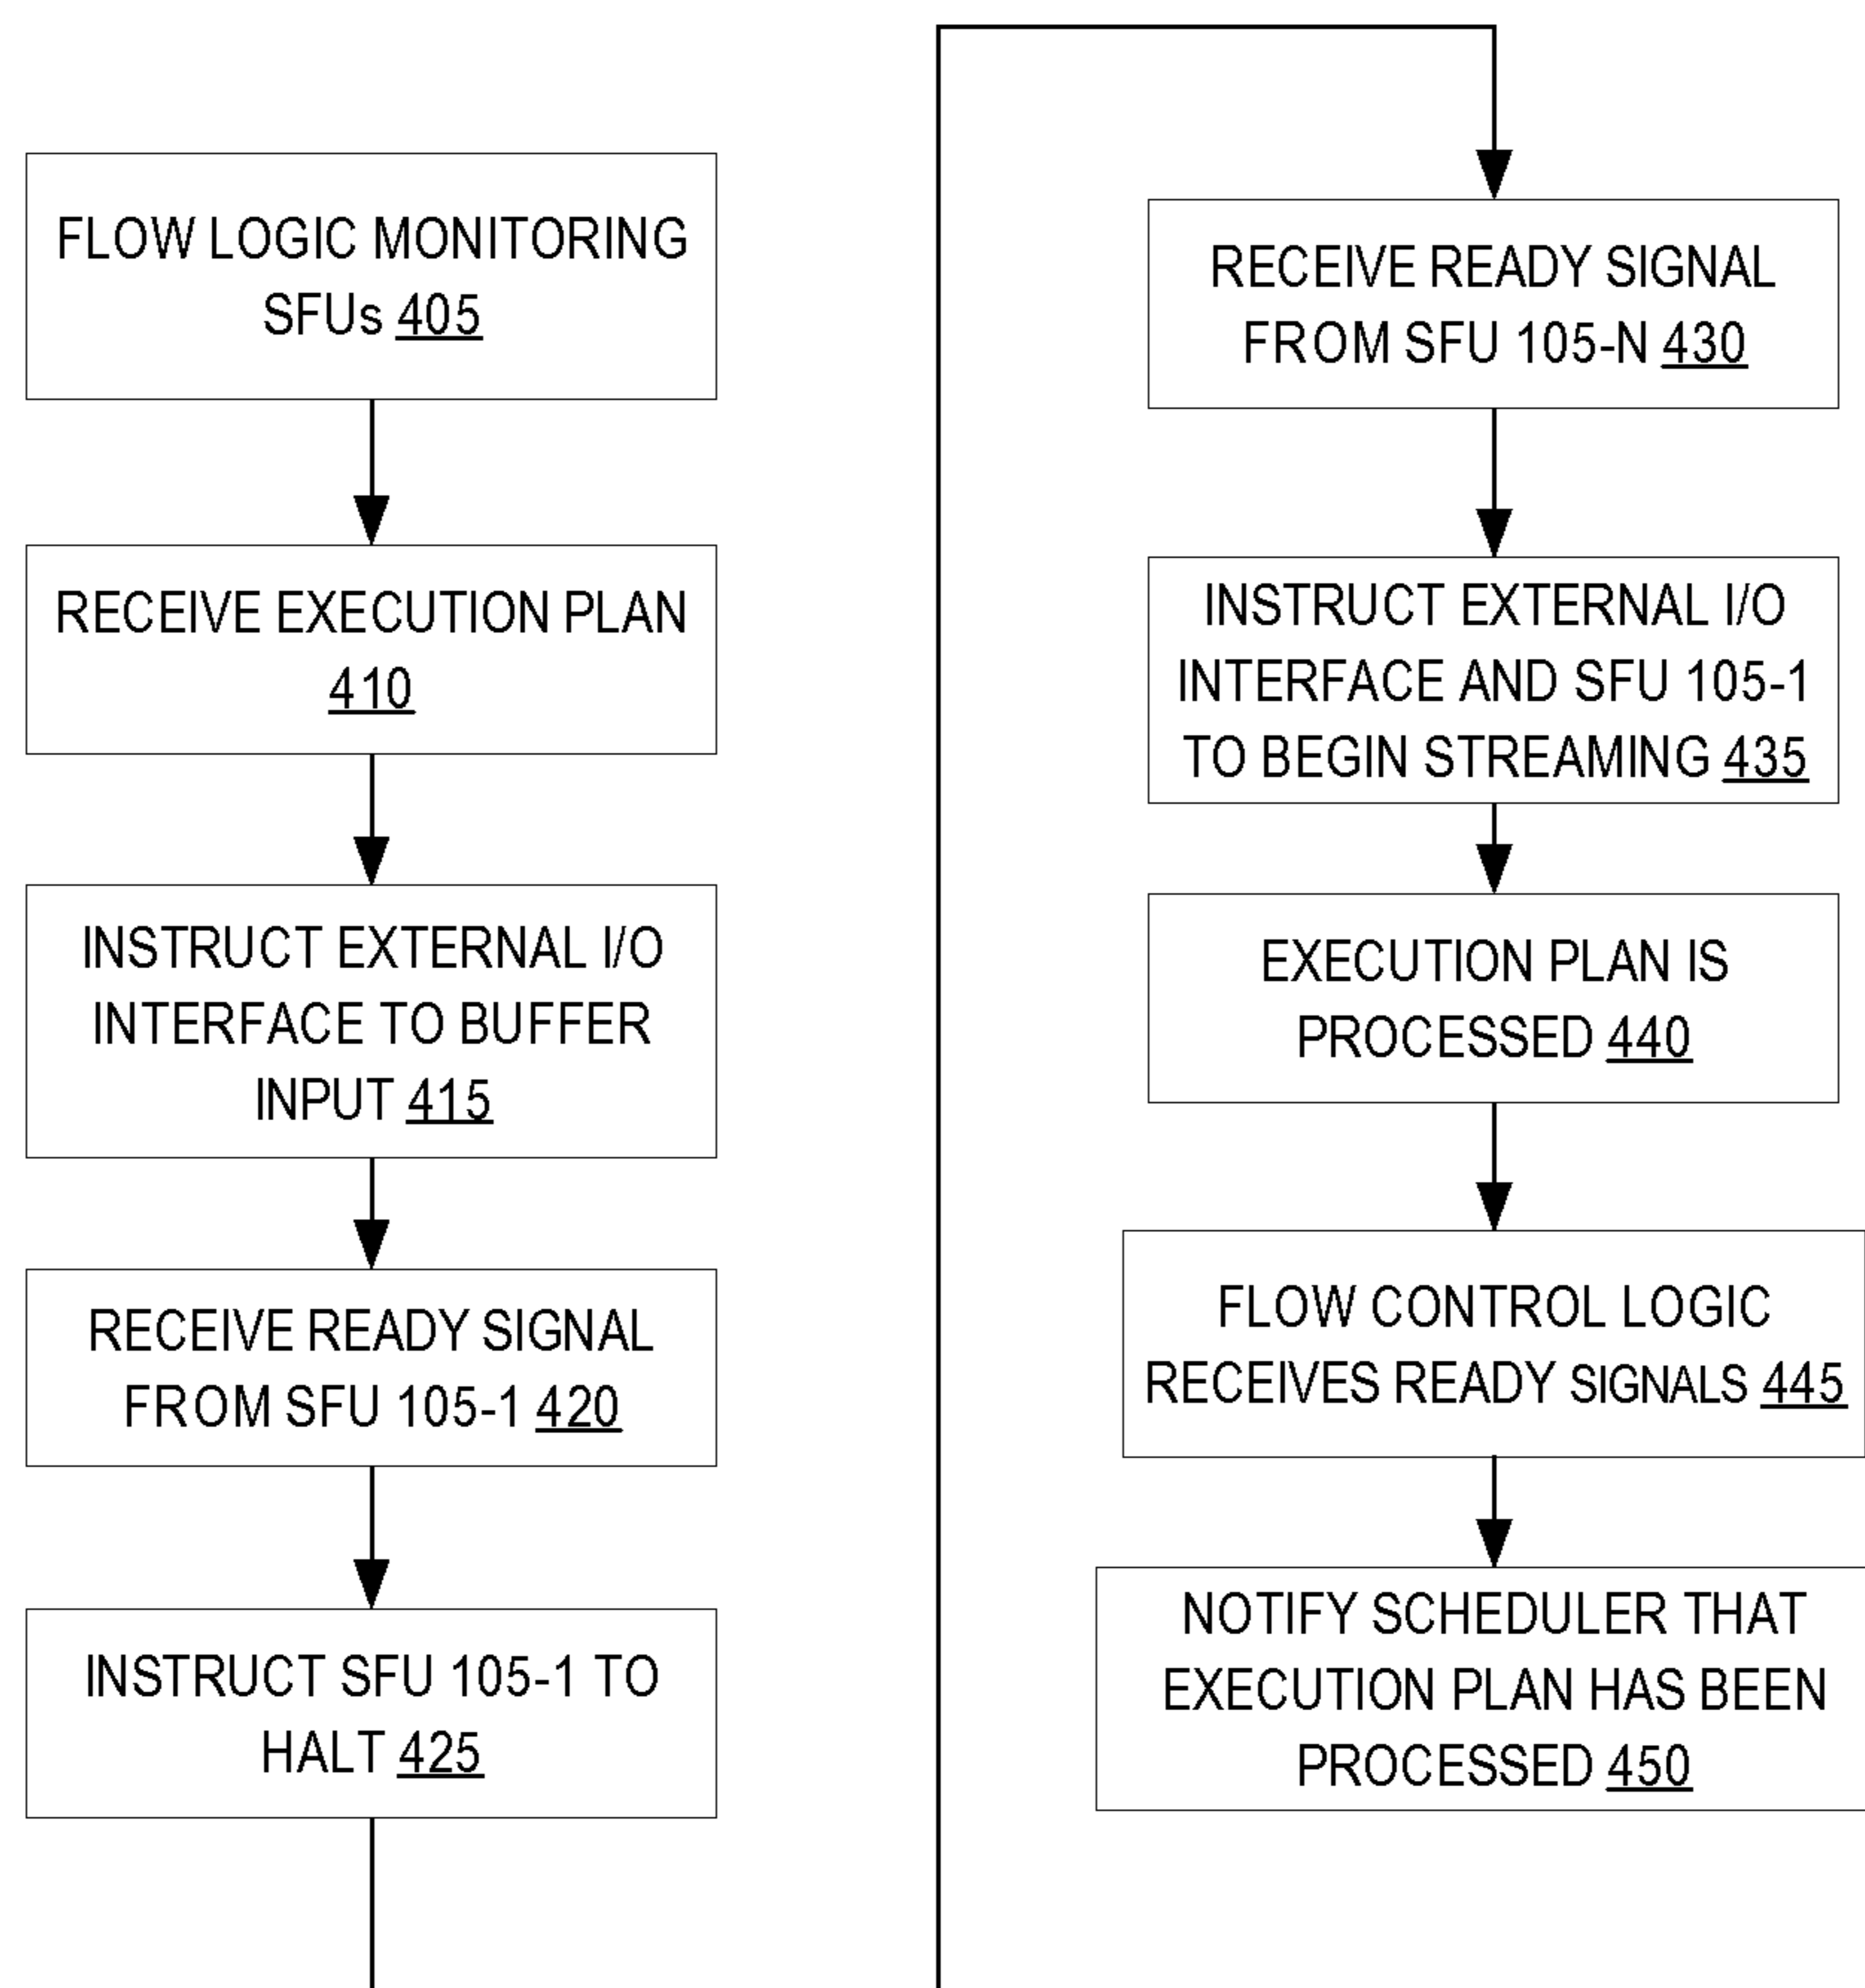 FLOW LOGIC MONITORING
SFUs 405
RECEIVE EXECUTION PLAN
410
INSTRUCT EXTERNAL I/O
INTERFACE TO BUFFER
INPUT 415
RECEIVE READY SIGNAL
FROM SFU 105-1 420
INSTRUCT SFU 105-1 TO
HALT 425
RECEIVE READY SIGNAL
FROM SFU 105-N 430
INSTRUCT EXTERNAL I/O
INTERFACE AND SFU 105-1
TO BEGIN STREAMING 435
EXECUTION PLAN IS
PROCESSED 440
FLOW CONTROL LOGIC
RECEIVES READY SIGNALS 445
NOTIFY SCHEDULER THAT
EXECUTION PLAN HAS BEEN
PROCESSED 450